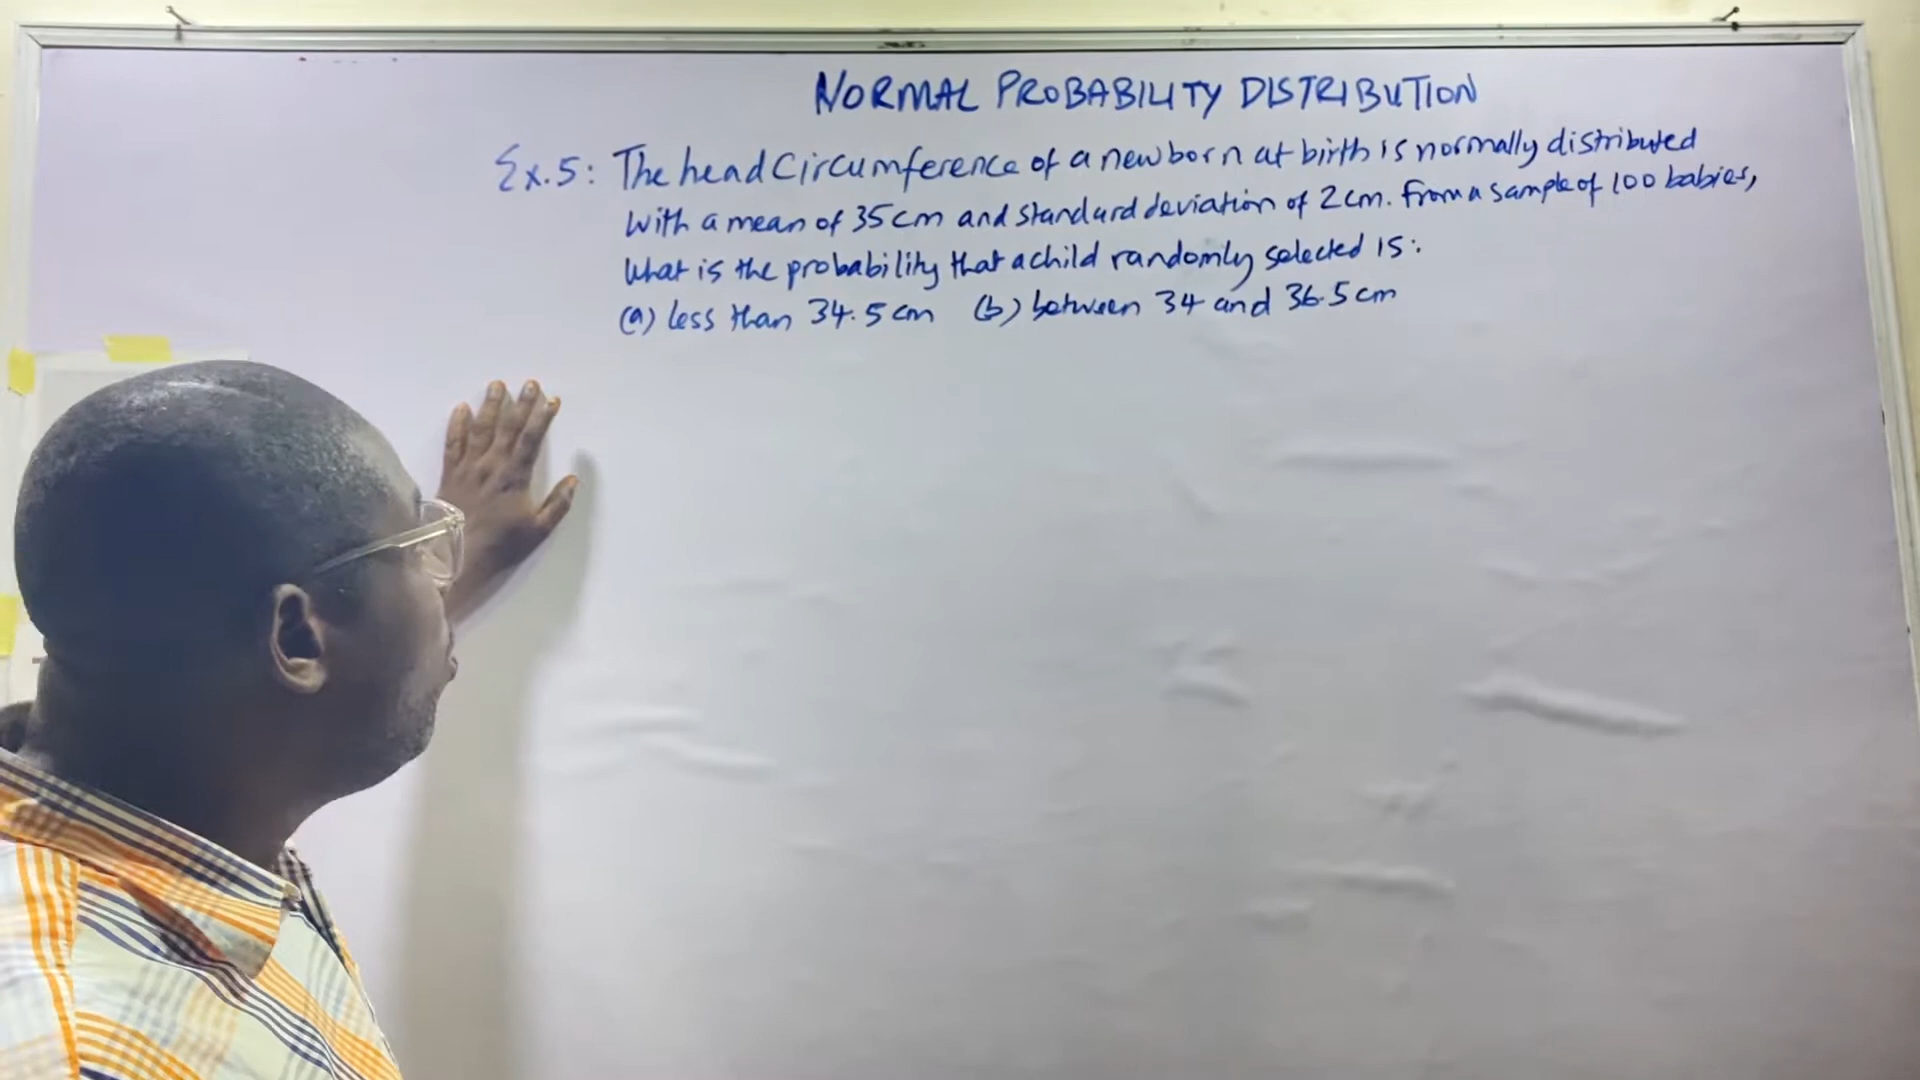 NORMAL PROBABILITY DISTRIBUTION
Ex.5: The head Circumference of a newborn at birth is normally distributed
With a mean of 35cm and standard deviation of 2cm. From a sample of 100 babies,
What is the probability that a child randomly selected is:
(a) less than 34.5cm (b) between 34 and 36.5cm